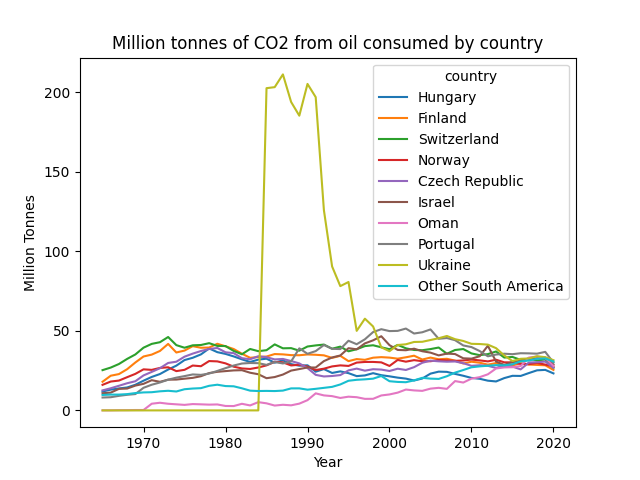 Million tonnes of CO2 from oil consumed by country
country
Hungary
Finland
Switzerland
Norway
Czech Republic
Israel
Oman
Portugal
Ukraine
Other South America
Million Tonnes
200
150
100
50
0
1970 1980 1990 2000 2010 2020
Year